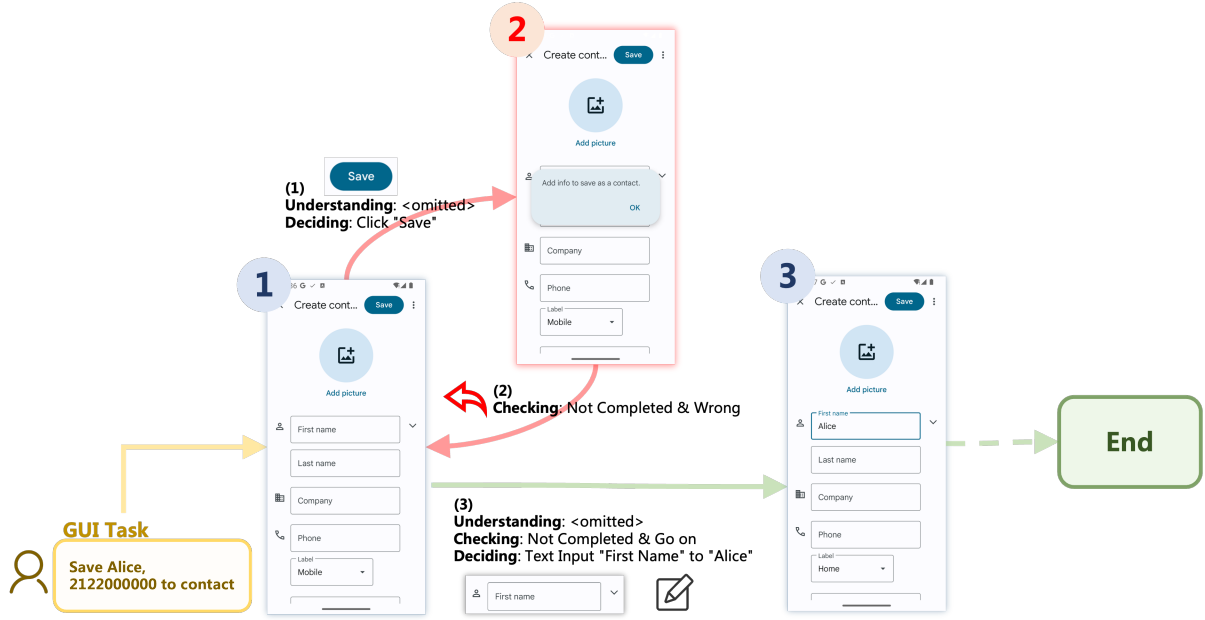 2
Create cont...
Save
Add picture
Add info to save as a contact.
OK
Company
Phone
Label
Mobile
Save
(1)
Understanding: <omitted>
Deciding: Click "Save"
1
6 G
Create cont...
Save
Add picture
First name
Last name
Company
Phone
Label
Mobile
(2)
Checking: Not Completed & Wrong
GUI Task
Save Alice,
2122000000 to contact
(3)
Understanding: <omitted>
Checking: Not Completed & Go on
Deciding: Text Input "First Name" to "Alice"
First name
3
7 G
Create cont...
Save
Add picture
First name
Alice
Last name
Company
Phone
Label
Home
End